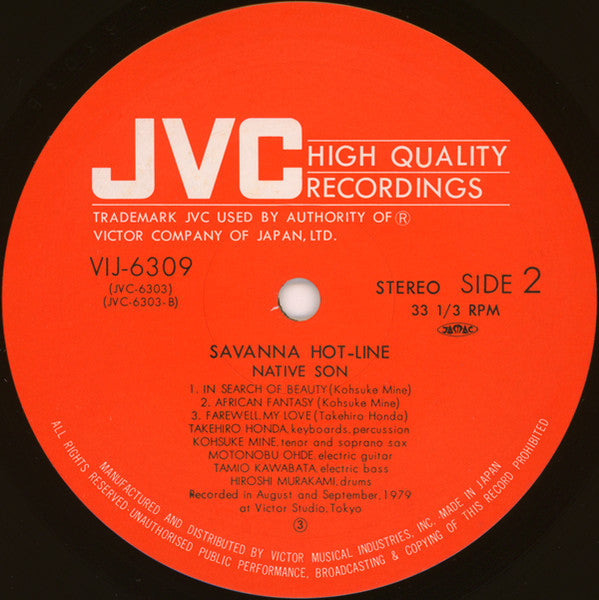 JVC HIGH QUALITY
RECORDINGS
TRADEMARK JVC USED BY AUTHORITY OF ®
VICTOR COMPANY OF JAPAN, LTD.
VIJ-6309
(JVC-6303)
(JVC-6303-B)
STEREO SIDE 2
33 1/3 RPM
JAMAC
SAVANNA HOT-LINE
NATIVE SON
1. IN SEARCH OF BEAUTY (Kohsuke Mine)
2. AFRICAN FANTASY (Kohsuke Mine)
3. FAREWELL, MY LOVE (Takehiro Honda)
TAKEHIRO HONDA, keyboards, percussion
KOHSUKE MINE, tenor and soprano sax
MOTONOBU OHDE, electric guitar
TAMIO KAWABATA, electric bass
HIROSHI MURAKAMI, drums
Recorded in August and September, 1979
at Victor Studio, Tokyo
③
MANUFACTURED AND DISTRIBUTED BY VICTOR MUSICAL INDUSTRIES, INC. MADE IN JAPAN
ALL RIGHTS RESERVED·UNAUTHORISED PUBLIC PERFORMANCE, BROADCASTING & COPYING OF THIS RECORD PROHIBITED